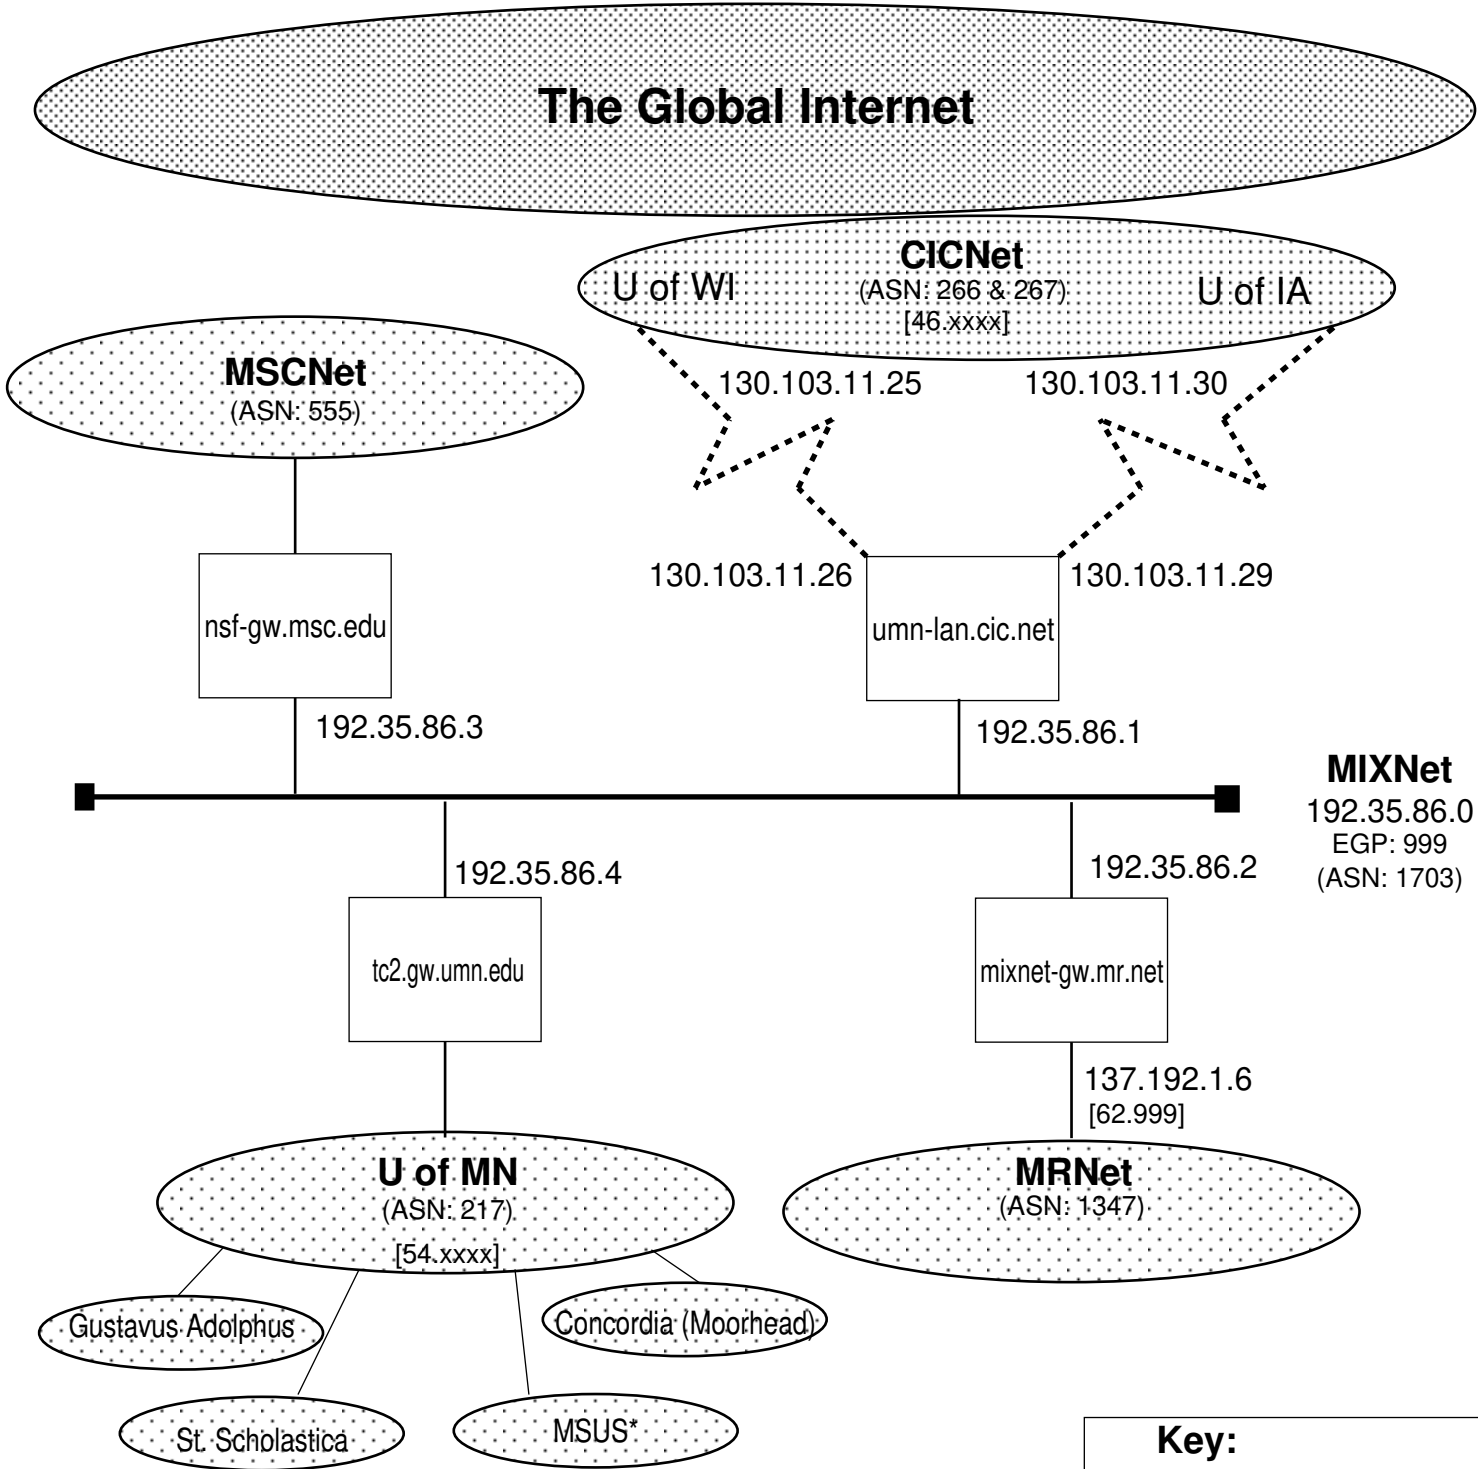 The Global Internet
CICNet
U of WI
(ASN: 266 & 267)
U of IA
[46.xxxx]
MSCNet
(ASN: 555)
130.103.11.25
130.103.11.30
130.103.11.26
130.103.11.29
nsf-gw.msc.edu
umn-lan.cic.net
192.35.86.3
192.35.86.1
MIXNet
192.35.86.0
EGP: 999
(ASN: 1703)
192.35.86.4
192.35.86.2
tc2.gw.umn.edu
mixnet-gw.mr.net
137.192.1.6
[62.999]
U of MN
(ASN: 217)
[54.xxxx]
MRNet
(ASN: 1347)
Gustavus Adolphus
Concordia (Moorhead)
St. Scholastica
MSUS*
Key: